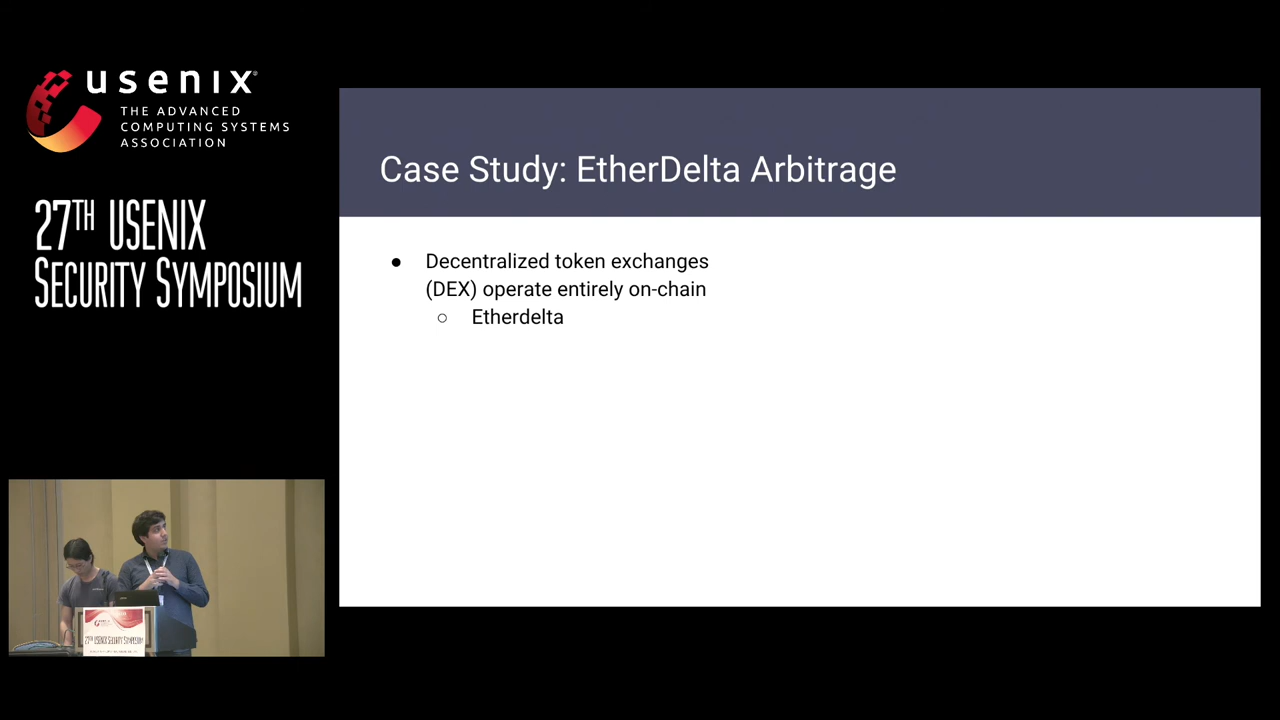 usenix
THE ADVANCED
COMPUTING SYSTEMS
ASSOCIATION
27TH USENIX
SECURITY SYMPOSIUM
Case Study: EtherDelta Arbitrage
● Decentralized token exchanges
(DEX) operate entirely on-chain
○ Etherdelta
27TH USENIX SECURITY SYMPOSIUM